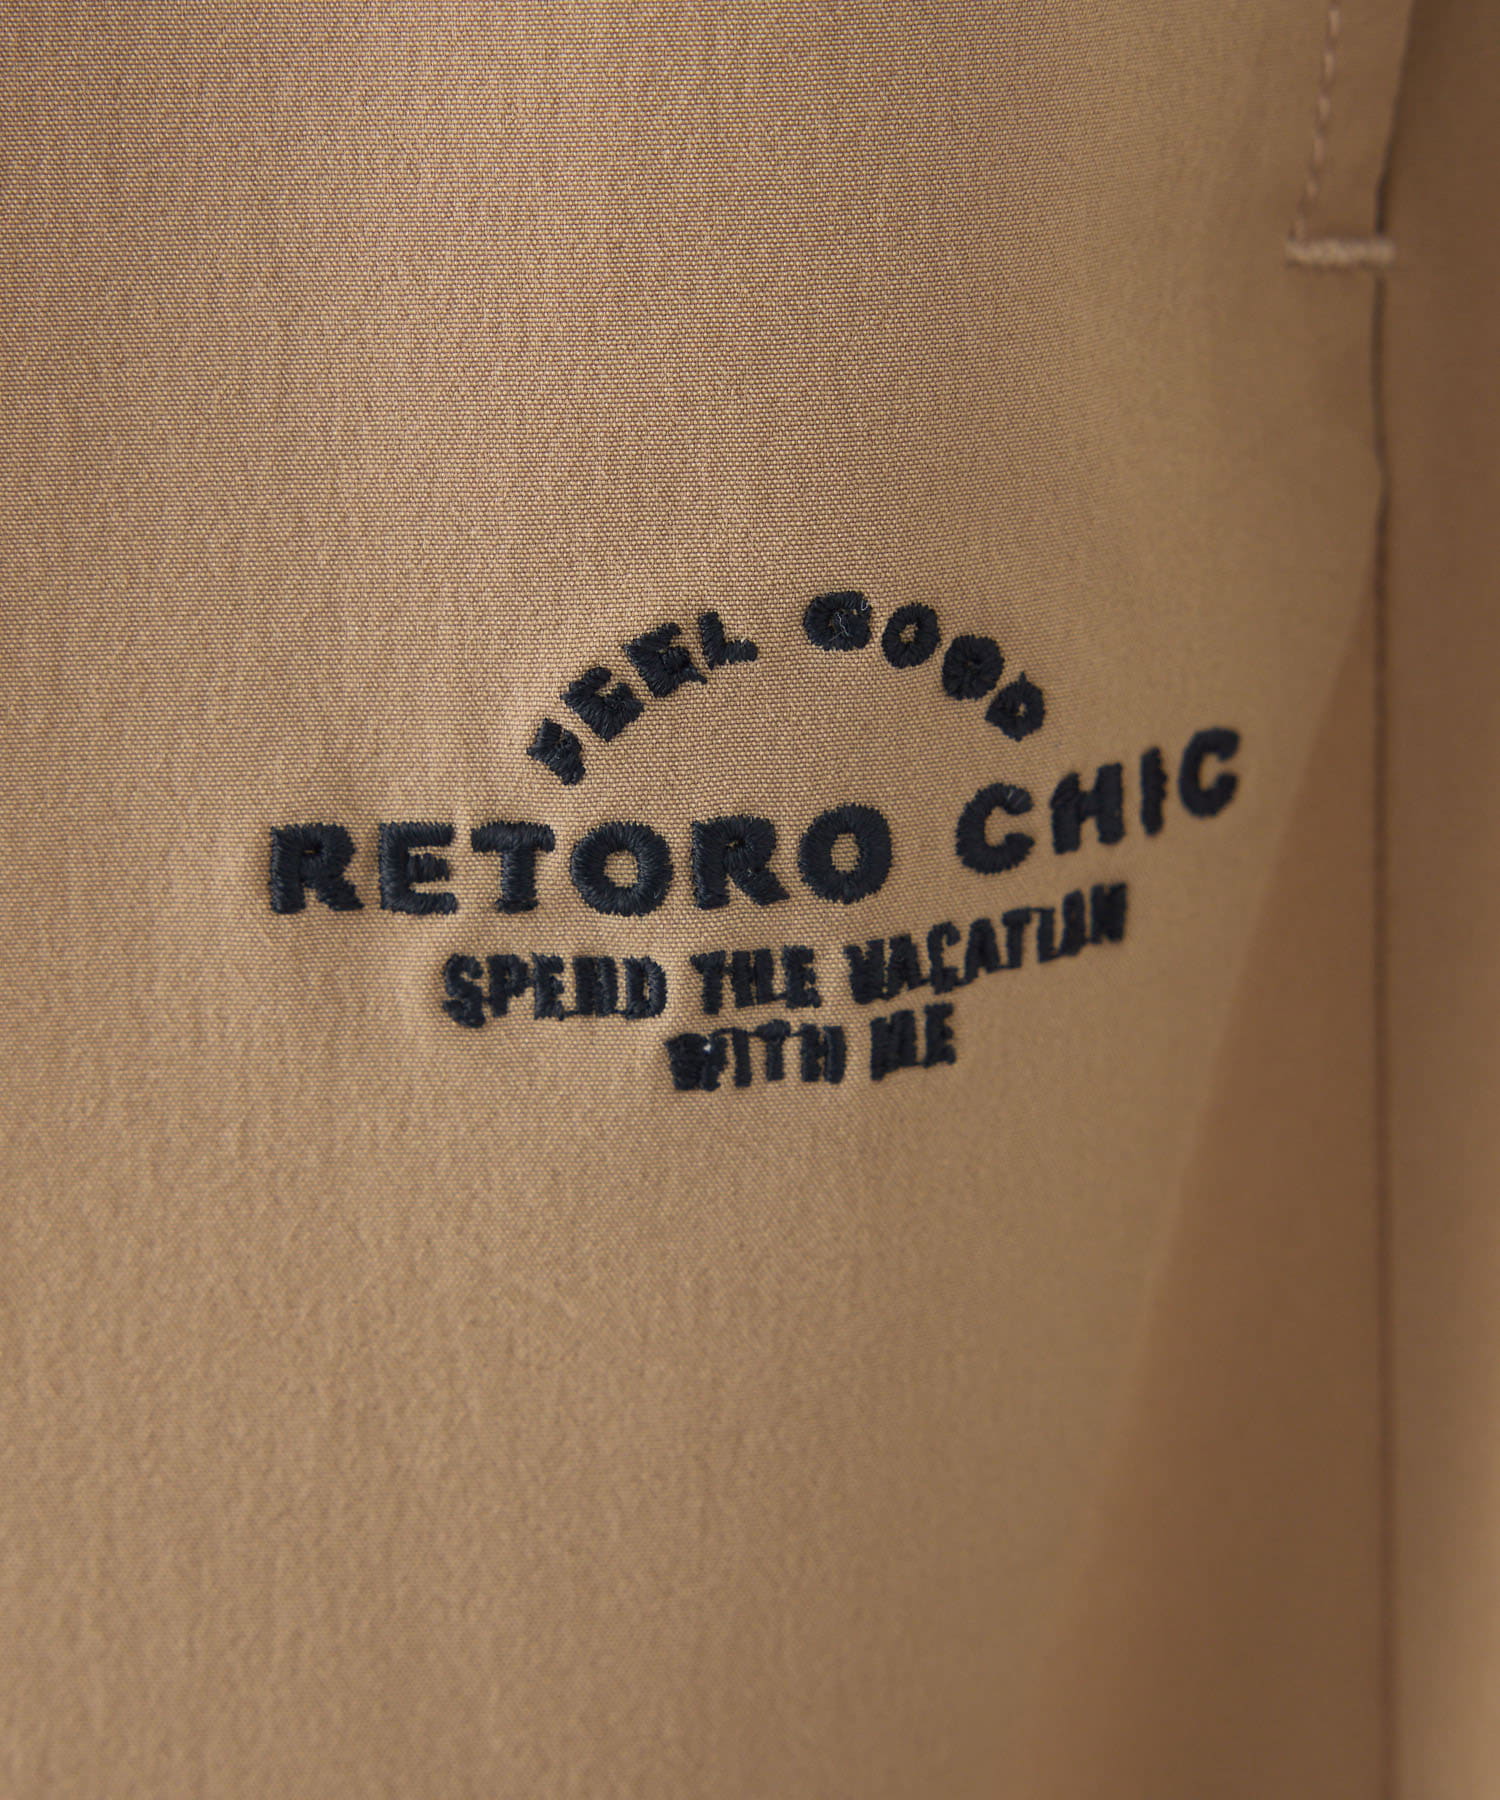 FEEL GOOD
RETORO CHIC
SPEND THE VACATION
WITH ME